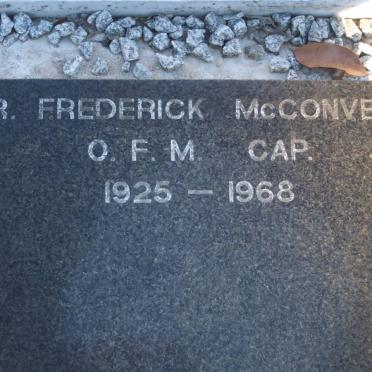 R. FREDERICK McCONVE
O. F. M. CAP.
1925 — 1968